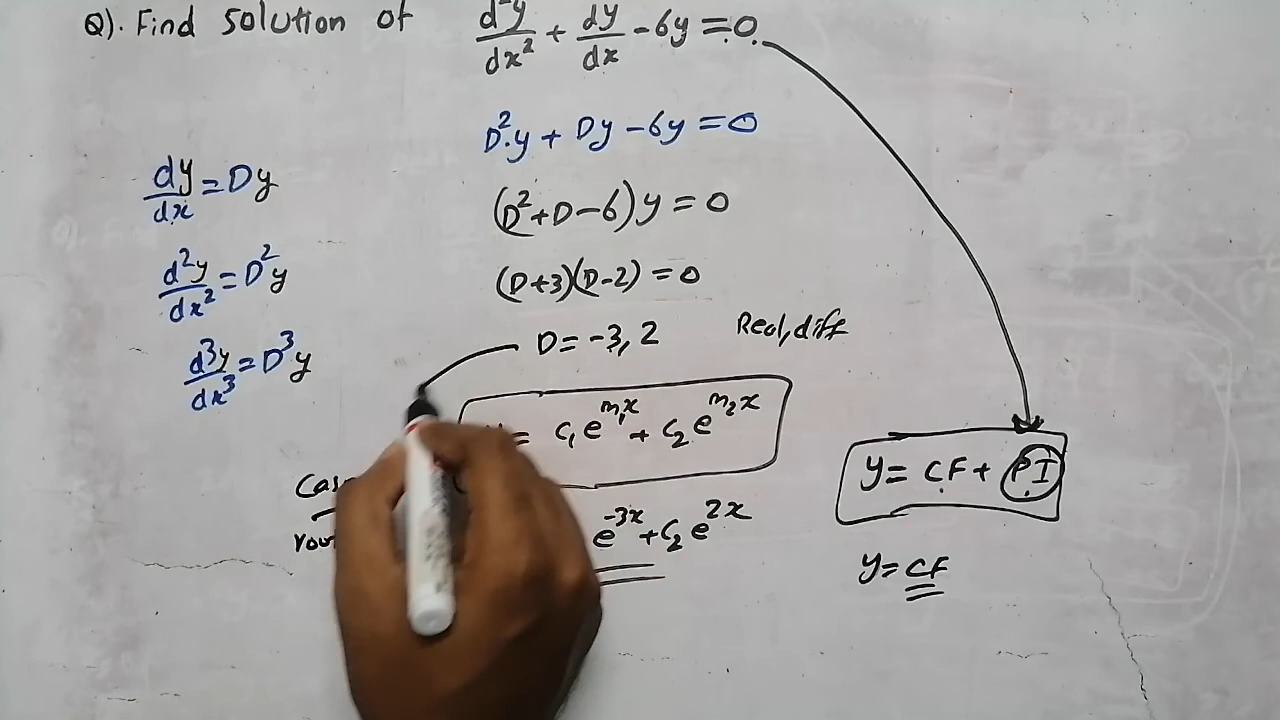 Q). Find solution of d²y/dx² + dy/dx - 6y = 0
D².y + Dy - 6y = 0
(D² + D - 6) y = 0
(D+3)(D-2) = 0
D = -3, 2 Real, diff
dy/dx = Dy
d²y/dx² = D²y
d³y/dx³ = D³y
= C₁e^m₁x + C₂e^m₂x
e^-3x + C₂e^2x
y = CF + PI
y = CF